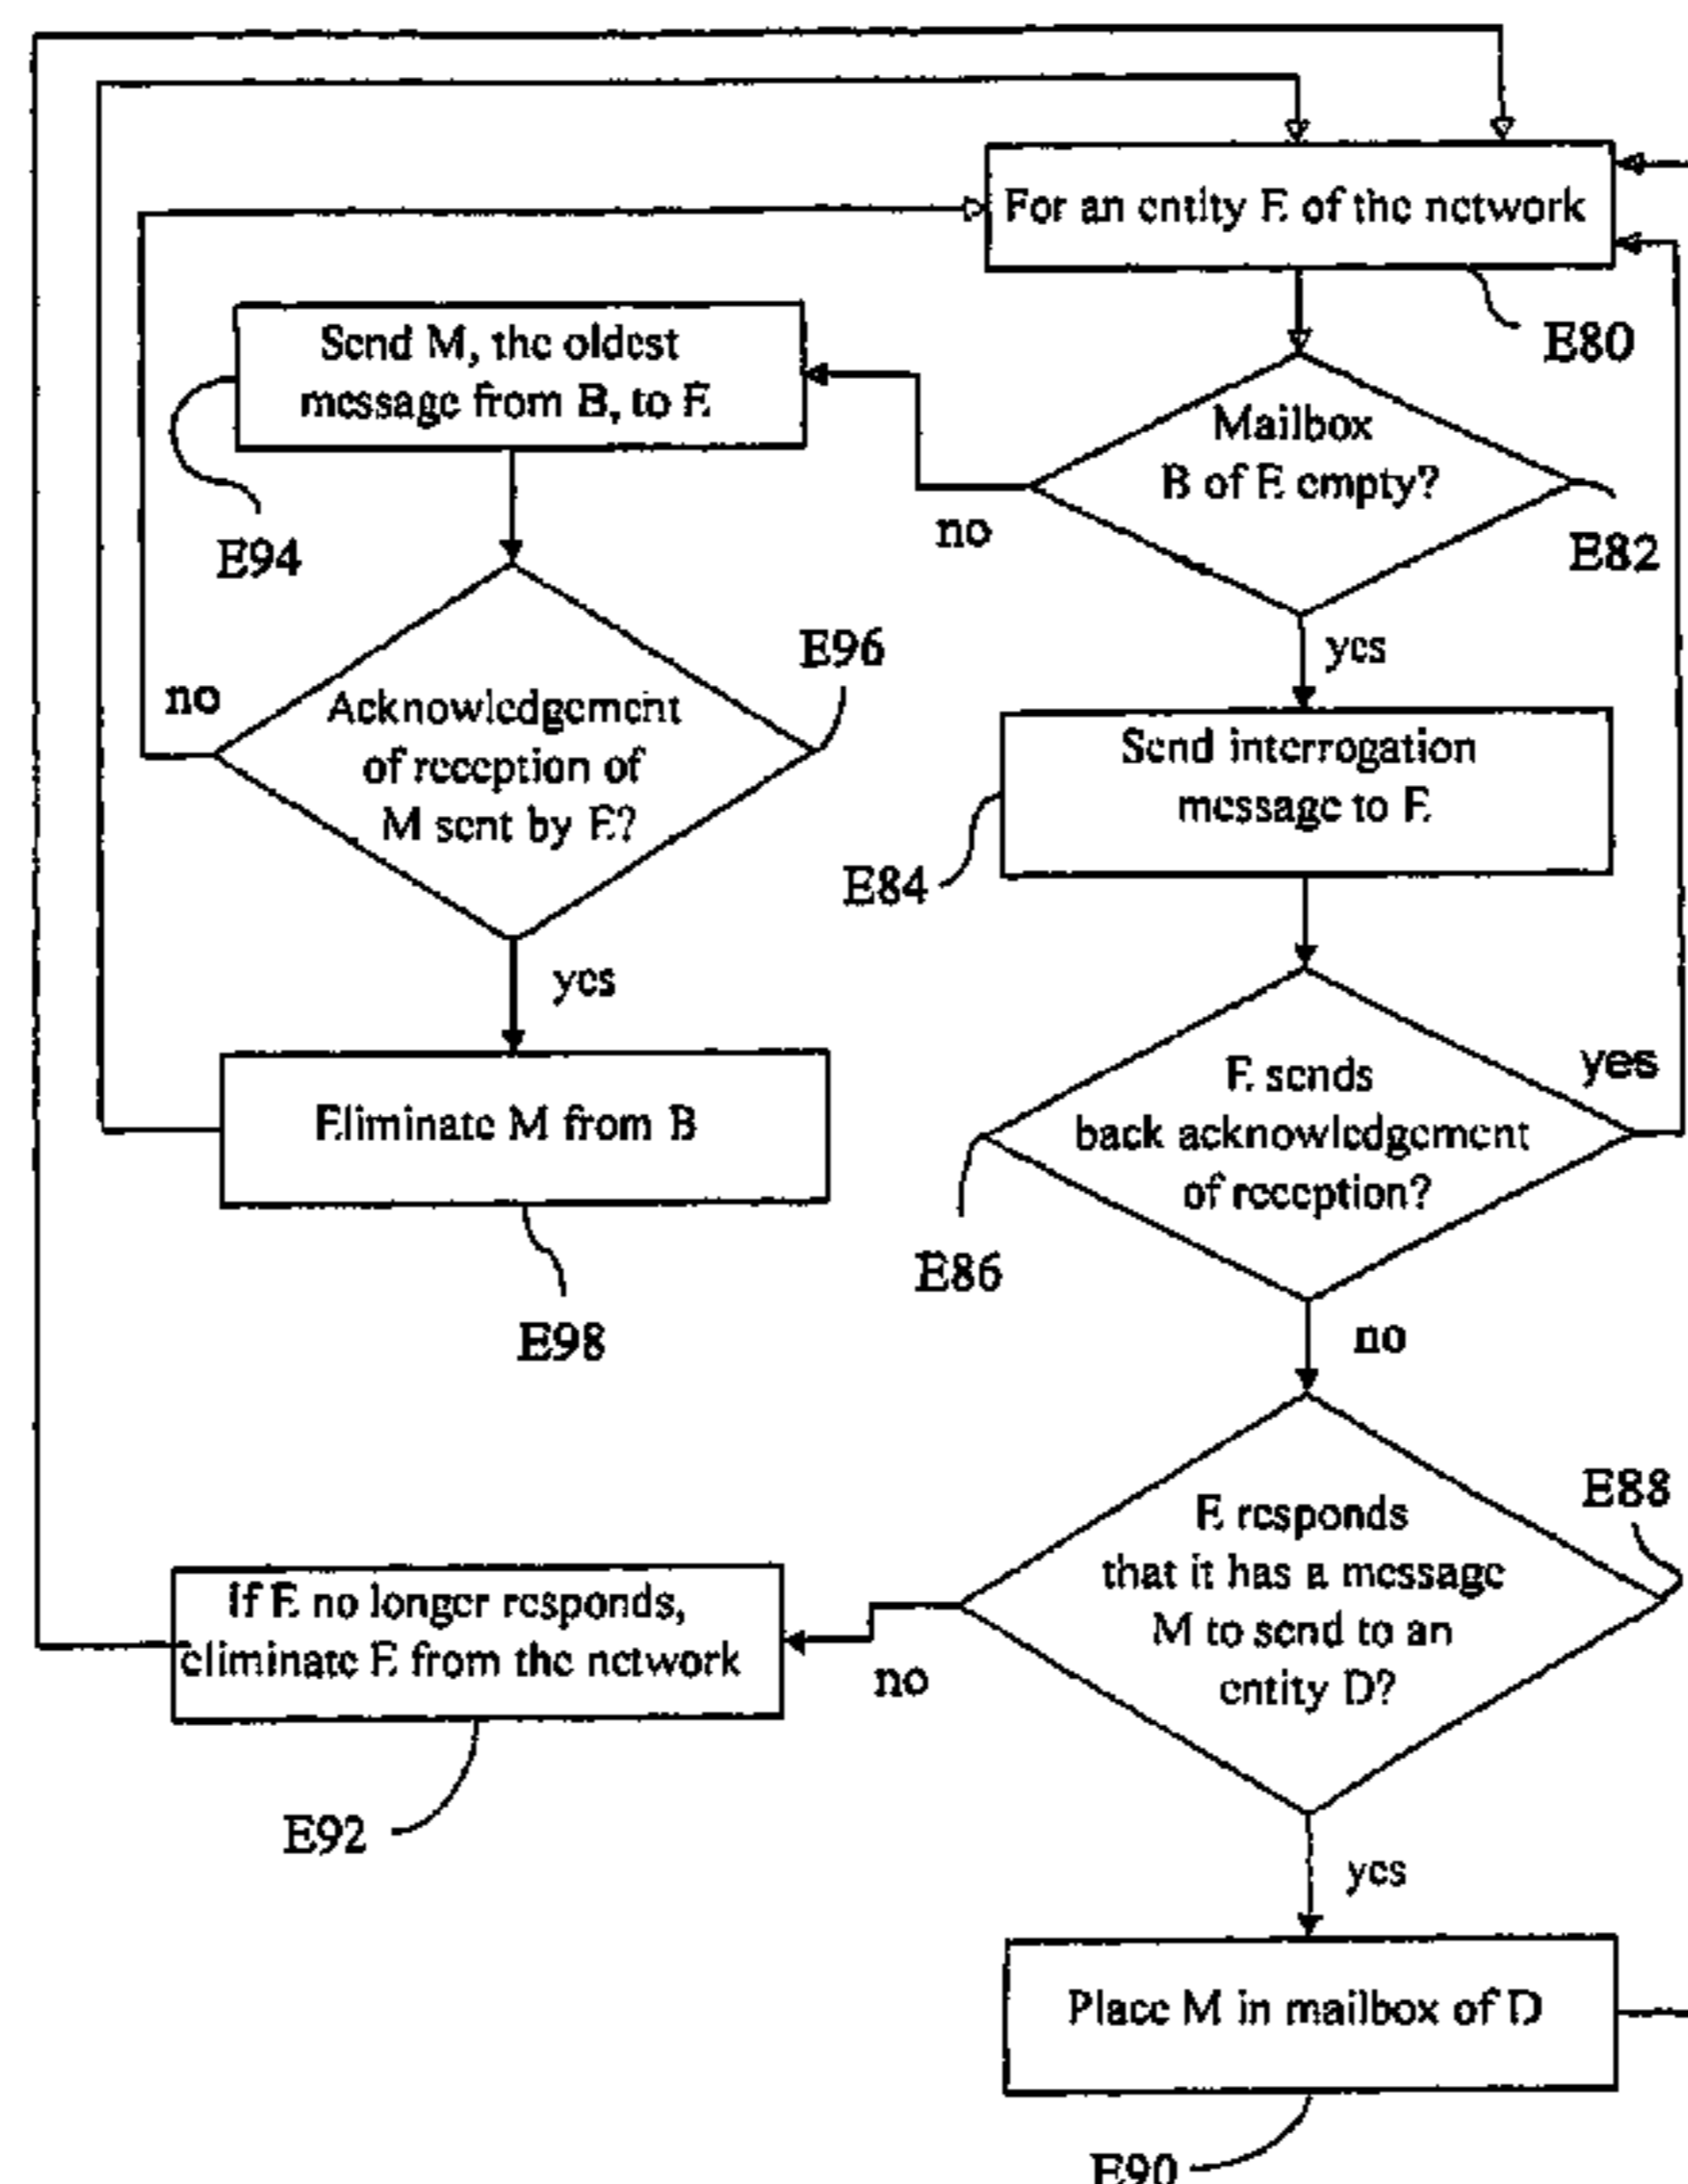 For an entity E of the network
E80
Send M, the oldest
message from B, to E
E94
Mailbox
B of E empty?
E82
no
yes
Acknowledgement
of reception of
M sent by E?
E96
no
yes
Send interrogation
message to E
E84
Eliminate M from B
E98
E sends
back acknowledgement
of reception?
E86
yes
no
E responds
that it has a message
M to send to an
entity D?
E88
no
yes
If E no longer responds,
eliminate E from the network
E92
Place M in mailbox of D
E90